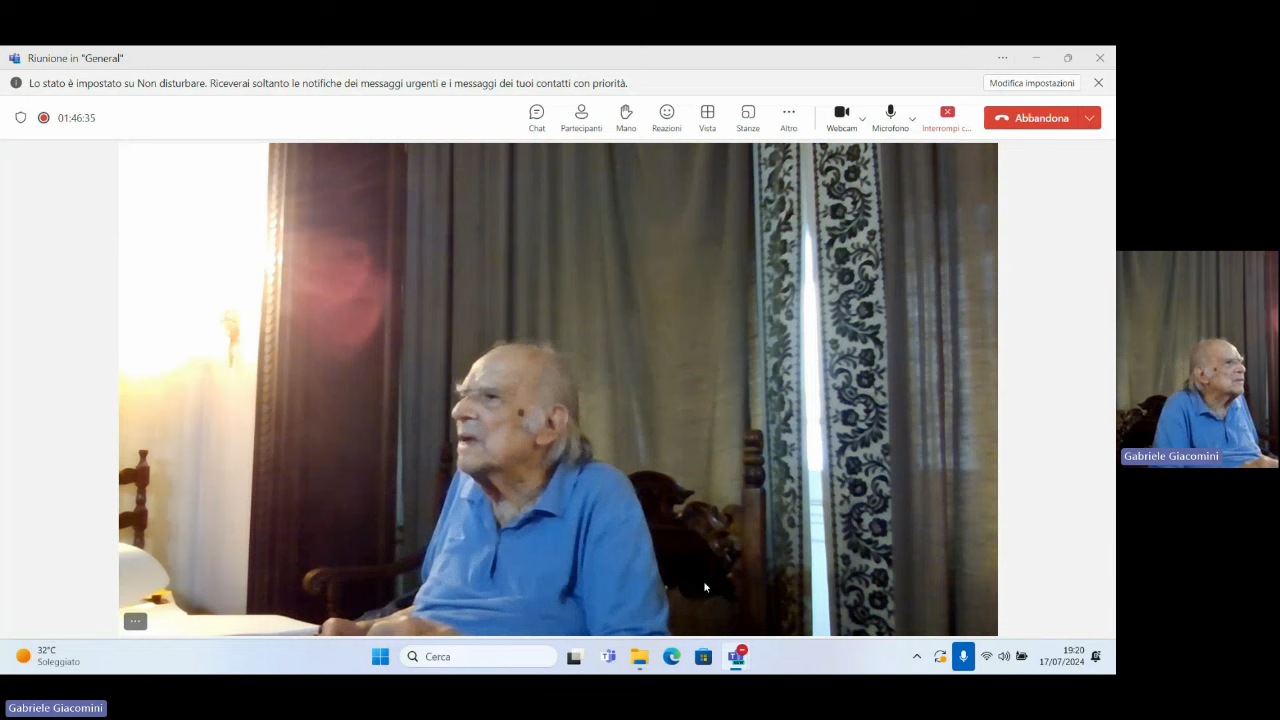 Riunione in "General"
Lo stato è impostato su Non disturbare. Riceverai soltanto le notifiche dei messaggi urgenti e i messaggi dei tuoi contatti con priorità.
Modifica impostazioni
01:46:35
Chat
Partecipanti
Mano
Reazioni
Vista
Stanze
Altro
Webcam
Microfono
Interrompi c...
Abbandona
Gabriele Giacomini
32°C
Soleggiato
Cerca
19:20
17/07/2024
Gabriele Giacomini